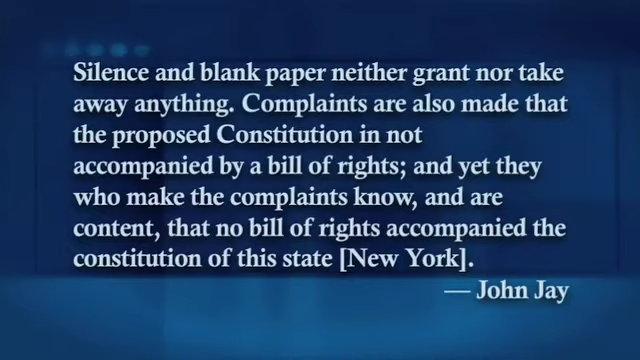 Silence and blank paper neither grant nor take
away anything. Complaints are also made that
the proposed Constitution in not
accompanied by a bill of rights; and yet they
who make the complaints know, and are
content, that no bill of rights accompanied the
constitution of this state [New York].
— John Jay